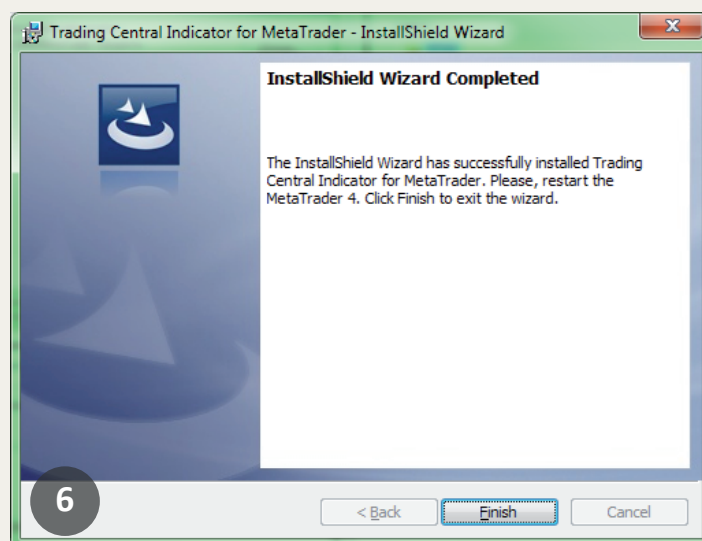 Trading Central Indicator for MetaTrader - InstallShield Wizard
InstallShield Wizard Completed
The InstallShield Wizard has successfully installed Trading
Central Indicator for MetaTrader. Please, restart the
MetaTrader 4. Click Finish to exit the wizard.
6
< Back
Finish
Cancel